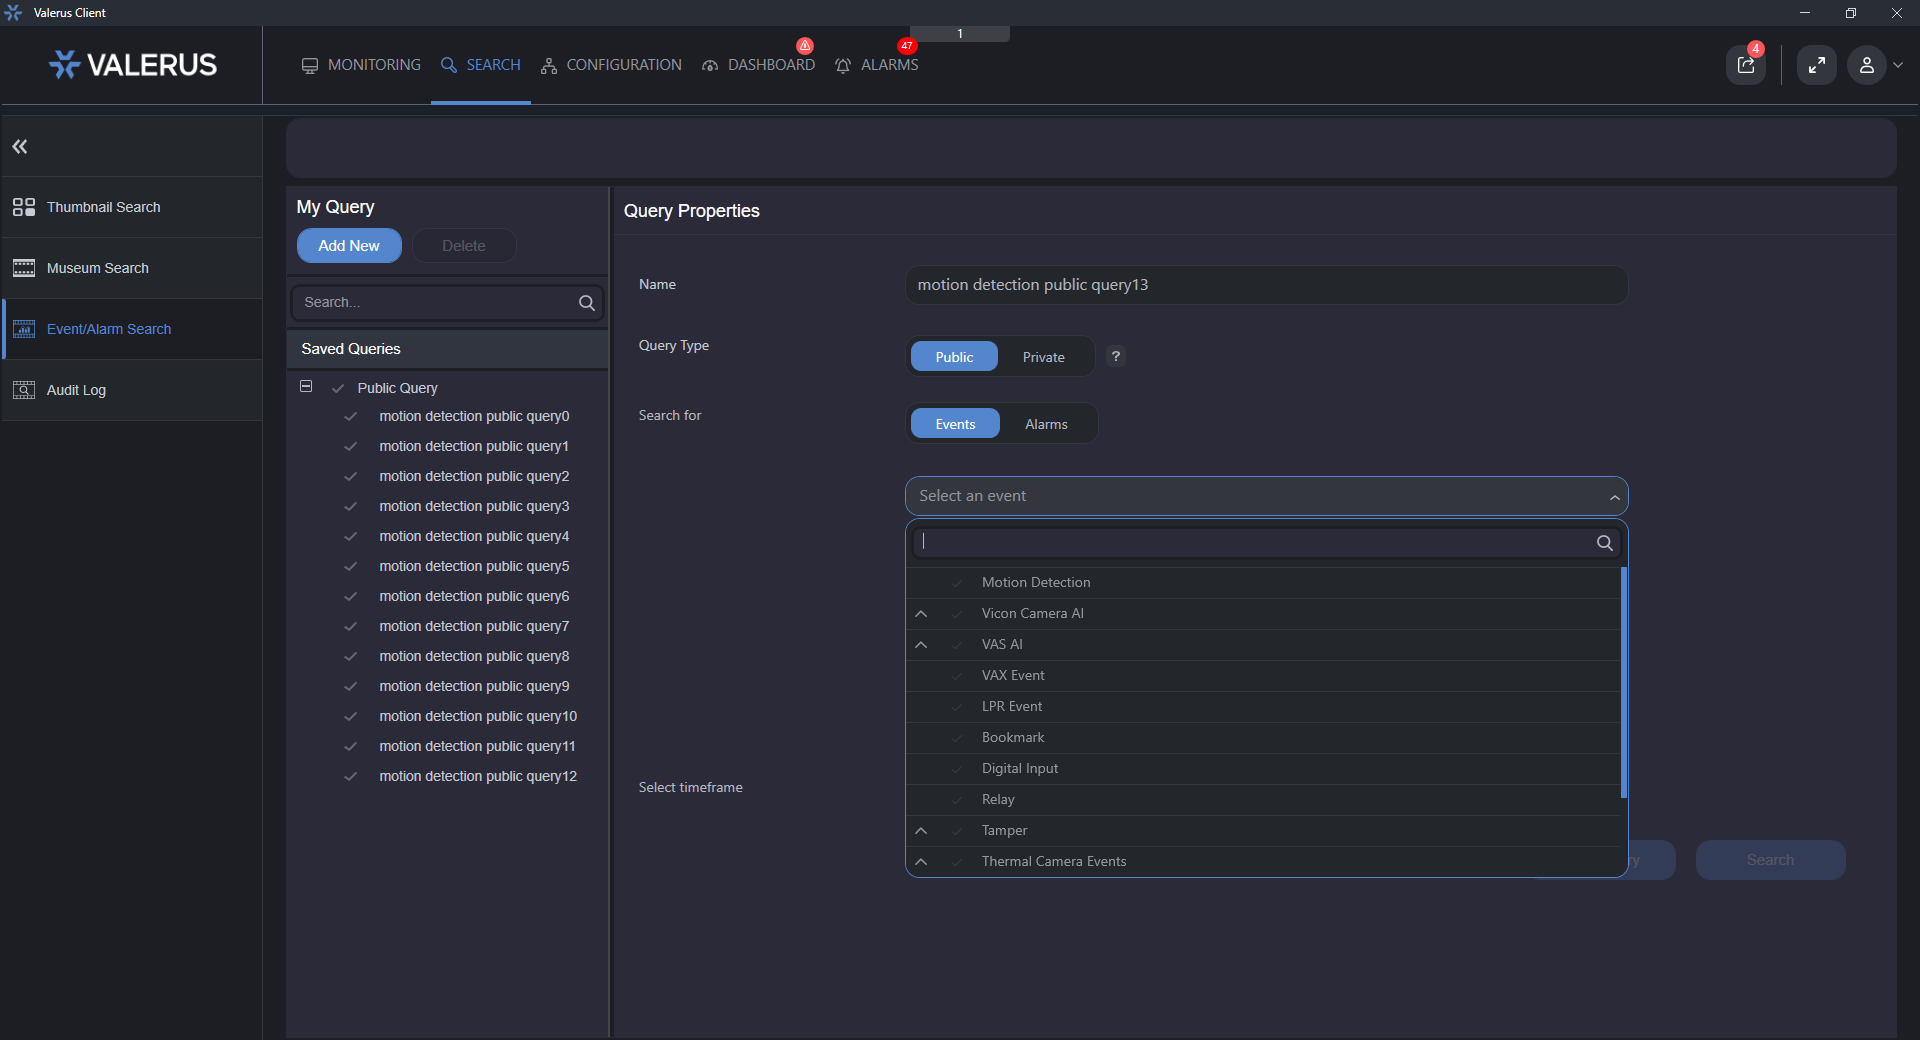 Valerus Client
1
VALERUS
MONITORING
SEARCH
CONFIGURATION
DASHBOARD
47
ALARMS
4
Thumbnail Search
Museum Search
Event/Alarm Search
Audit Log
My Query
Add New
Delete
Search...
Saved Queries
Public Query
motion detection public query0
motion detection public query1
motion detection public query2
motion detection public query3
motion detection public query4
motion detection public query5
motion detection public query6
motion detection public query7
motion detection public query8
motion detection public query9
motion detection public query10
motion detection public query11
motion detection public query12
Query Properties
Name
motion detection public query13
Query Type
Public
Private
?
Search for
Events
Alarms
Select an event
Motion Detection
Vicon Camera AI
VAS AI
VAX Event
LPR Event
Bookmark
Digital Input
Relay
Tamper
Thermal Camera Events
Select timeframe
Search